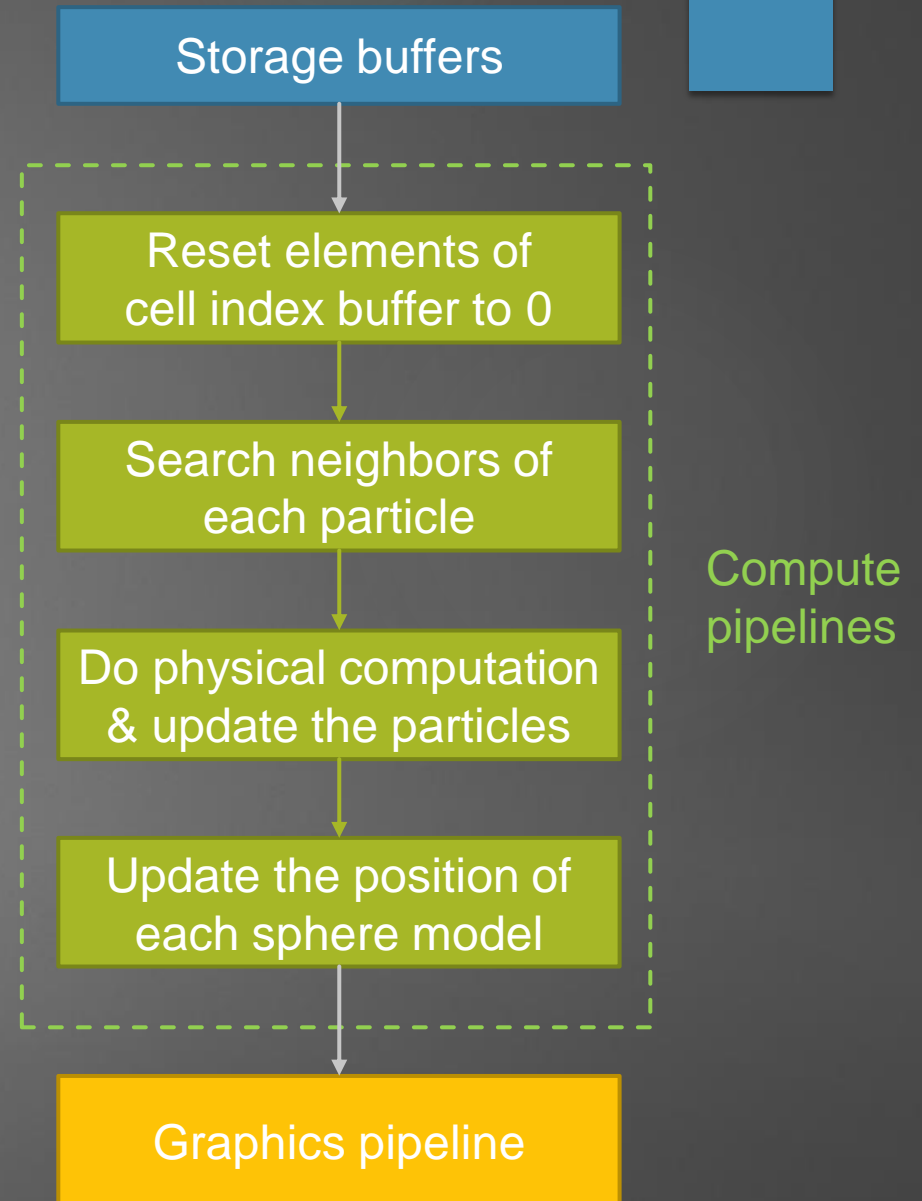 Storage buffers
Reset elements of
cell index buffer to 0
Search neighbors of
each particle
Do physical computation
& update the particles
Update the position of
each sphere model
Compute
pipelines
Graphics pipeline